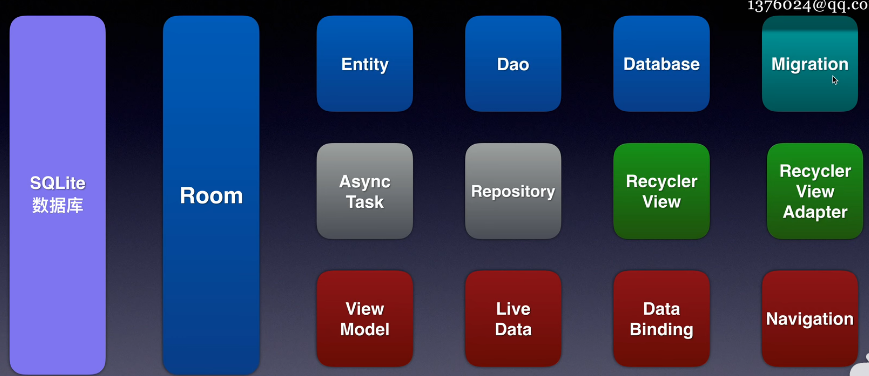 1376024@qq.co
SQLite
数据库
Room
Entity
Dao
Database
Migration
Async
Task
Repository
Recycler
View
Recycler
View
Adapter
View
Model
Live
Data
Data
Binding
Navigation